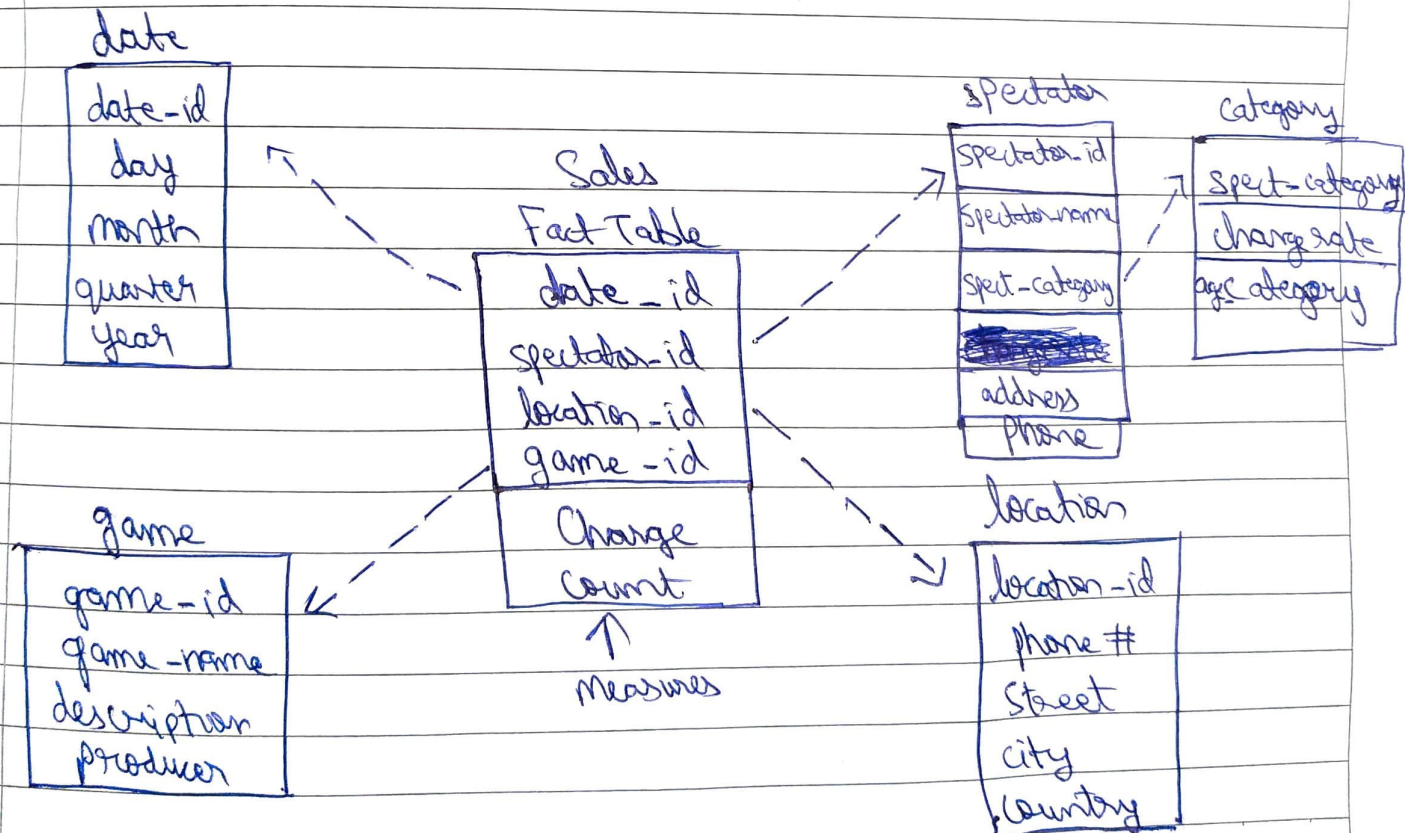 date
date-id
day
month
quarter
year
Sales
Fact Table
date_id
spectator-id
location-id
game-id
Charge
Count
Measures
spectator
spectator-id
spectator-name
spect-category
address
phone
category
spect-category
charge rate
age category
game
game-id
game-name
description
producer
location
location-id
phone #
Street
city
country